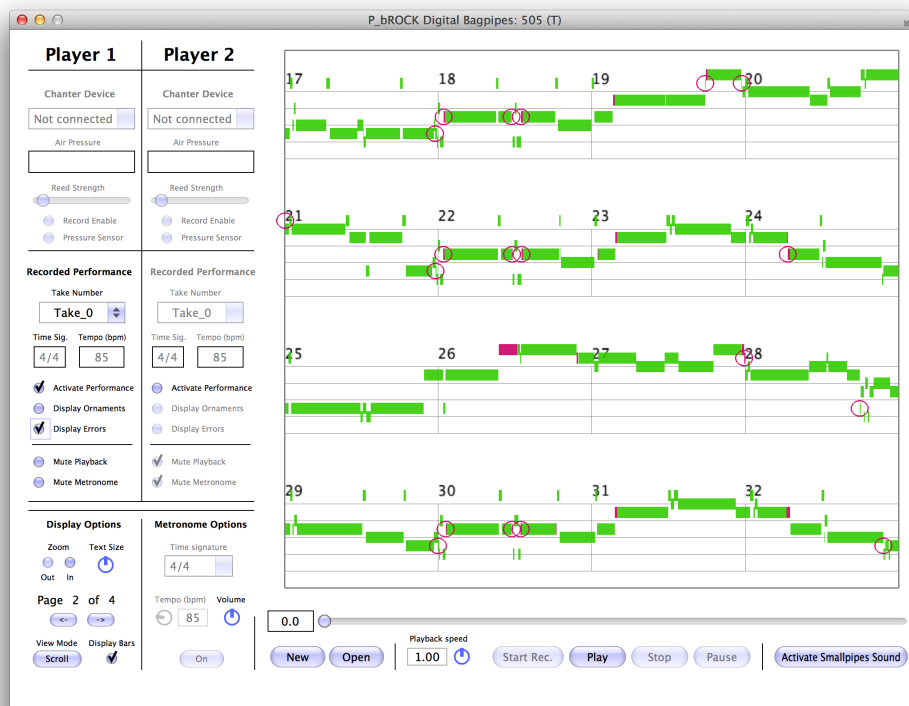 P_bROCK Digital Bagpipes: 505 (T)
Player 1
Player 2
Chanter Device
Chanter Device
Not connected
Not connected
Air Pressure
Air Pressure
Reed Strength
Reed Strength
Record Enable
Record Enable
Pressure Sensor
Pressure Sensor
Recorded Performance
Recorded Performance
Take Number
Take Number
Take_0
Take_0
Time Sig. Tempo (bpm)
Time Sig. Tempo (bpm)
4/4 85
4/4 85
Activate Performance
Activate Performance
Display Ornaments
Display Ornaments
Display Errors
Display Errors
Mute Playback
Mute Playback
Mute Metronome
Mute Metronome
Display Options
Metronome Options
Zoom Text Size
Time signature
Out In
4/4
Page 2 of 4
Tempo (bpm) Volume
<- ->
85
View Mode Display Bars
Scroll
On
17 18 19 20
21 22 23 24
25 26 27 28
29 30 31 32
0.0
Playback speed
New Open 1.00 Start Rec. Play Stop Pause Activate Smallpipes Sound